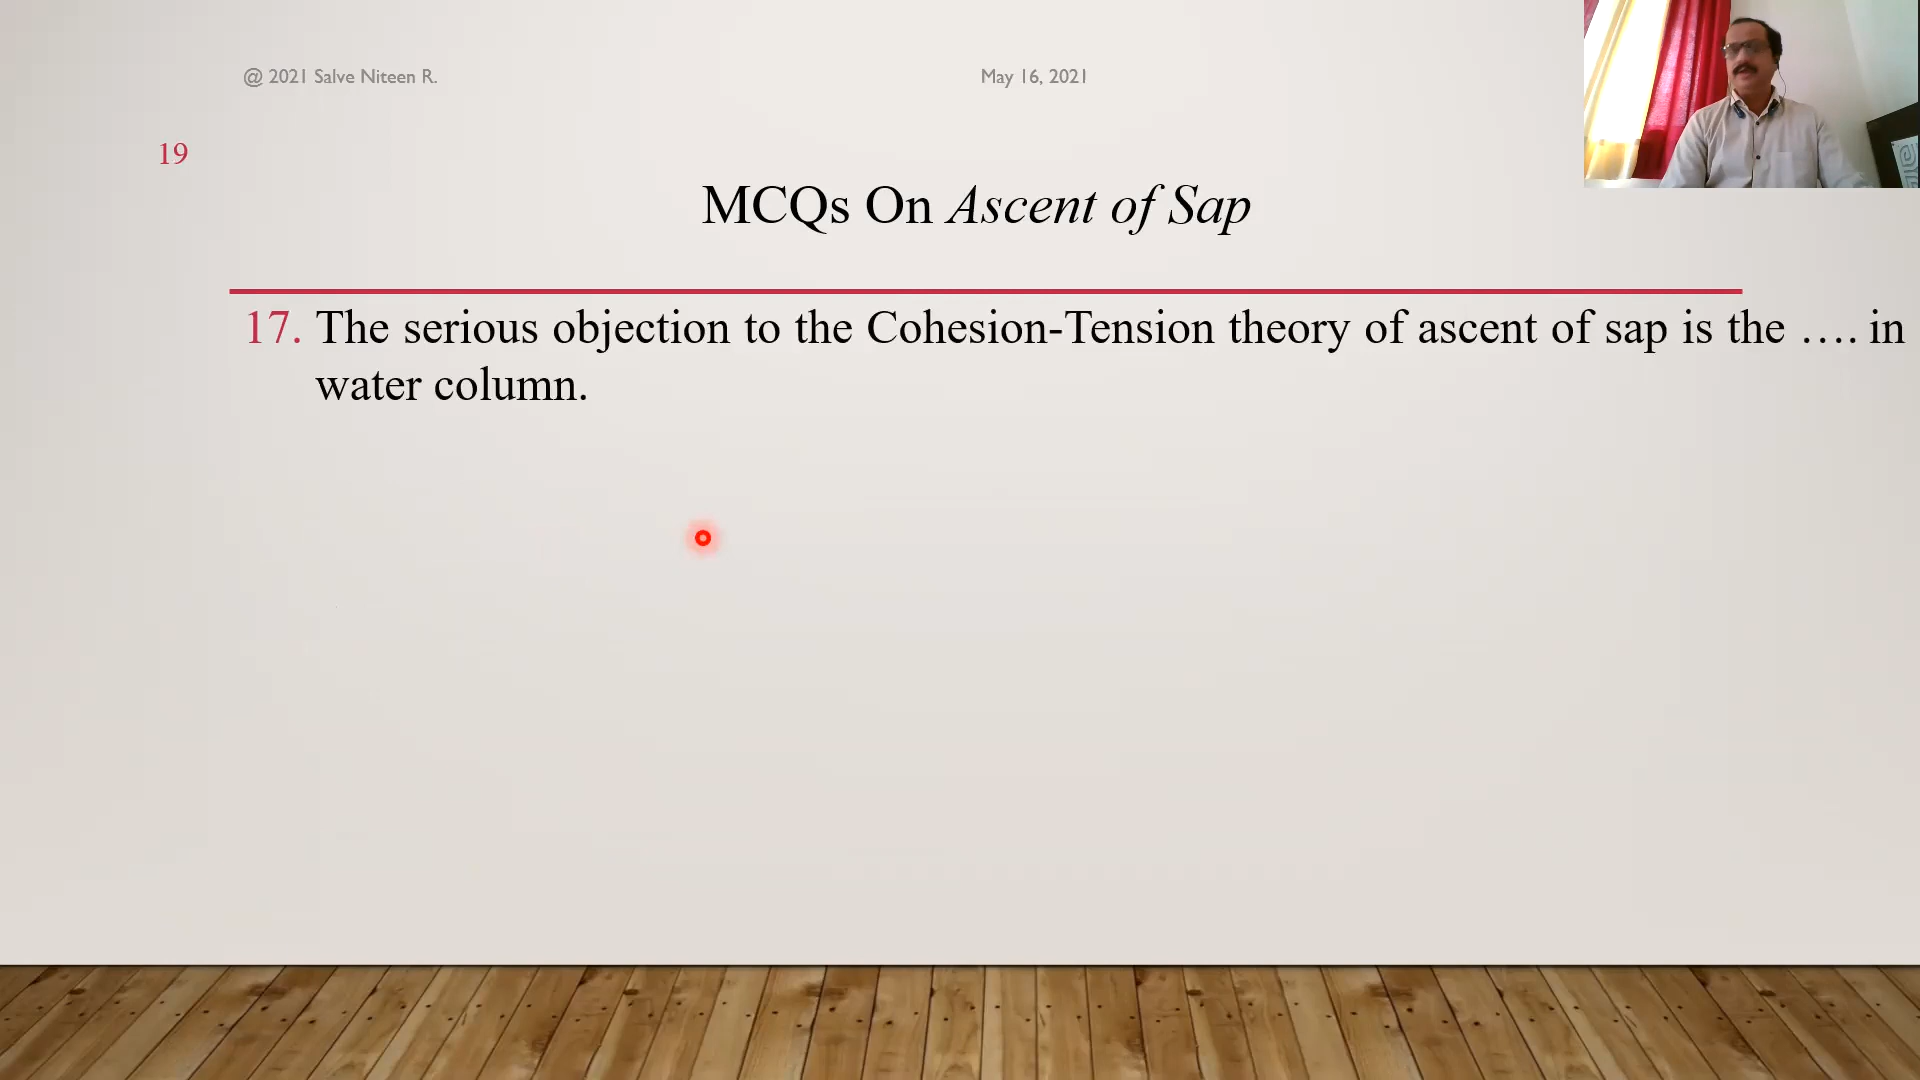 @ 2021 Salve Niteen R.
May 16, 2021
19
MCQs On Ascent of Sap
17. The serious objection to the Cohesion-Tension theory of ascent of sap is the .... in
water column.